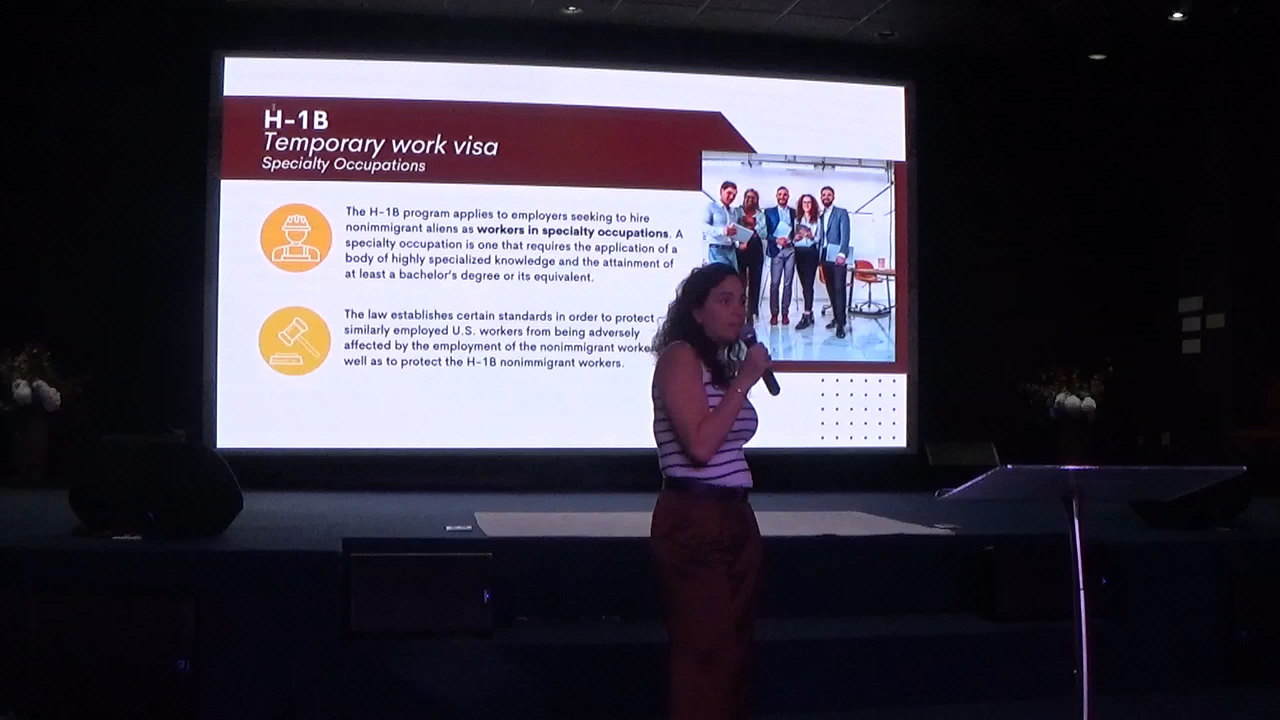 H-1B
Temporary work visa
Specialty Occupations
The H-1B program applies to employers seeking to hire
nonimmigrant aliens as workers in specialty occupations. A
specialty occupation is one that requires the application of a
body of highly specialized knowledge and the attainment of
at least a bachelor's degree or its equivalent.
The law establishes certain standards in order to protect
similarly employed U.S. workers from being adversely
affected by the employment of the nonimmigrant
well as to protect the H-1B nonimmigrant workers.